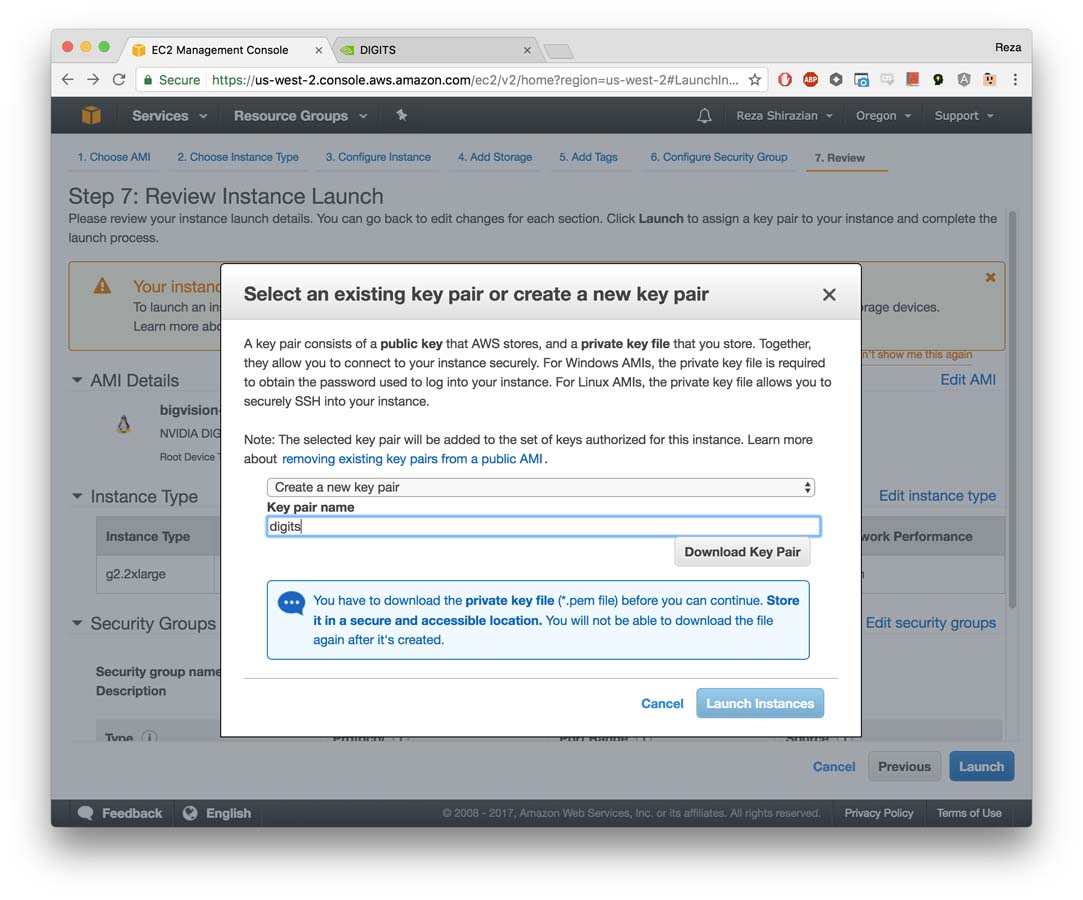 EC2 Management Console
DIGITS
Reza
Secure https://us-west-2.console.aws.amazon.com/ec2/v2/home?region=us-west-2#LaunchIn...
ABP
Services Resource Groups Reza Shirazian Oregon Support
1. Choose AMI 2. Choose Instance Type 3. Configure Instance 4. Add Storage 5. Add Tags 6. Configure Security Group 7. Review
Step 7: Review Instance Launch
Please review your instance launch details. You can go back to edit changes for each section. Click Launch to assign a key pair to your instance and complete the
launch process.
Your instanc
To launch an in
rage devices.
Learn more abo
n't show me this again
AMI Details
Edit AMI
bigvision-
NVIDIA DIG
Root Device T
Instance Type
Edit instance type
Instance Type
work Performance
g2.2xlarge
Security Groups
Edit security groups
Security group name
Description
Type i Protocol Port Range Source
Select an existing key pair or create a new key pair
A key pair consists of a public key that AWS stores, and a private key file that you store. Together,
they allow you to connect to your instance securely. For Windows AMIs, the private key file is required
to obtain the password used to log into your instance. For Linux AMIs, the private key file allows you to
securely SSH into your instance.
Note: The selected key pair will be added to the set of keys authorized for this instance. Learn more
about removing existing key pairs from a public AMI.
Create a new key pair
Key pair name
digits
Download Key Pair
You have to download the private key file (*.pem file) before you can continue. Store
it in a secure and accessible location. You will not be able to download the file
again after it's created.
Cancel Launch Instances
Cancel Previous Launch
Feedback English © 2008 - 2017, Amazon Web Services, Inc. or its affiliates. All rights reserved. Privacy Policy Terms of Use